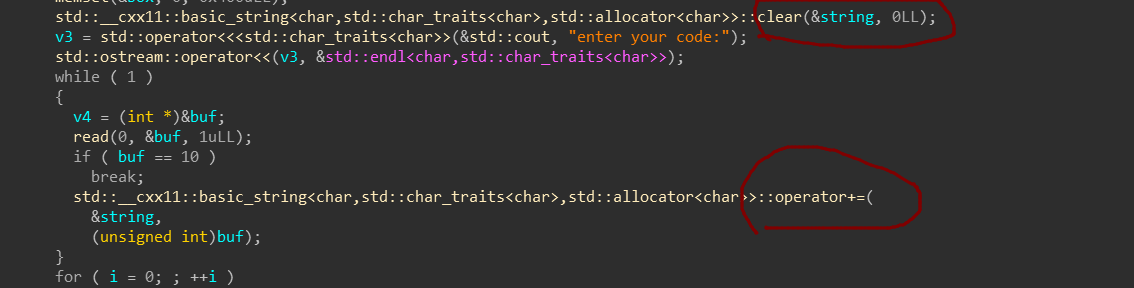 std::__cxx11::basic_string<char,std::char_traits<char>,std::allocator<char>>::clear(&string, 0LL);
v3 = std::operator<<<std::char_traits<char>>(&std::cout, "enter your code:");
std::ostream::operator<<(v3, &std::endl<char,std::char_traits<char>>);
while ( 1 )
{
v4 = (int *)&buf;
read(0, &buf, 1uLL);
if ( buf == 10 )
break;
std::__cxx11::basic_string<char,std::char_traits<char>,std::allocator<char>>::operator+=(
&string,
(unsigned int)buf);
}
for ( i = 0; ; ++i )